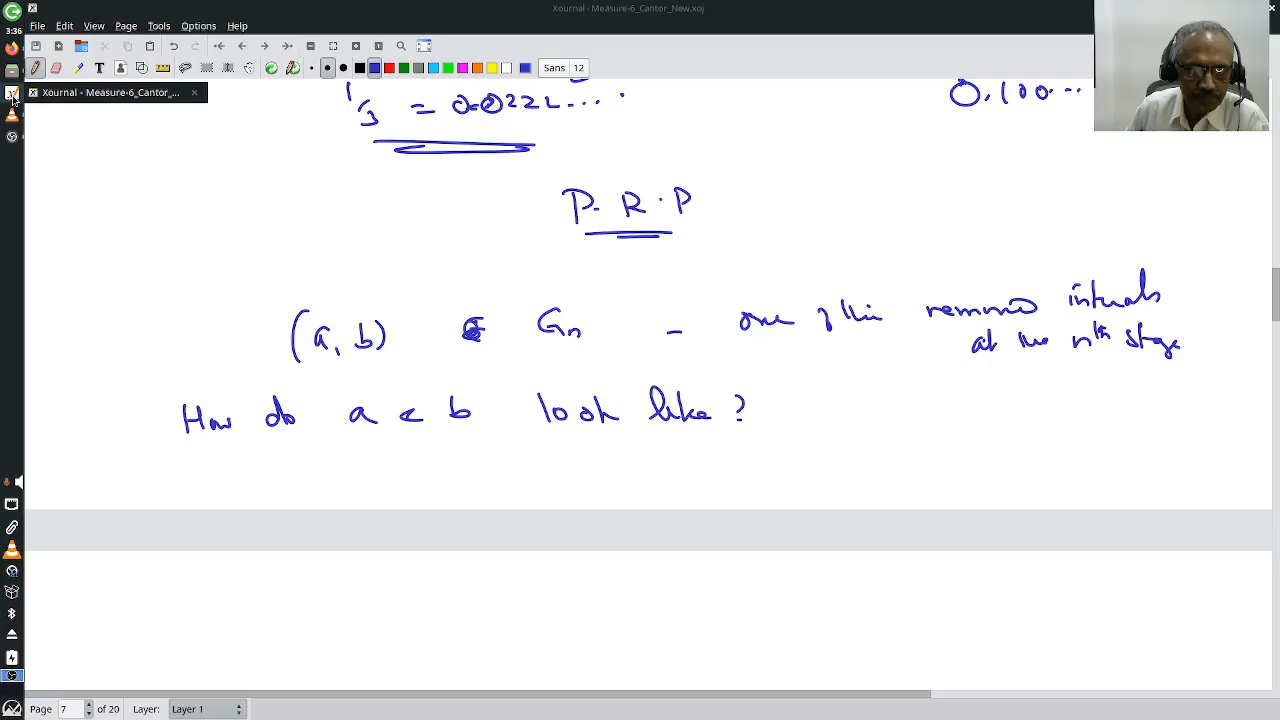 Xournal - Measure-6_Cantor_New.xoj
3:36
File Edit View Page Tools Options Help
Sans 12
Xournal - Measure-6_Cantor_...
1/3 = 0.0222....
0.100...
P. R. P
(a, b) Gn - one of the removed intervals
at the nth stage
How do a & b look like?
Page 7 of 20 Layer: Layer 1